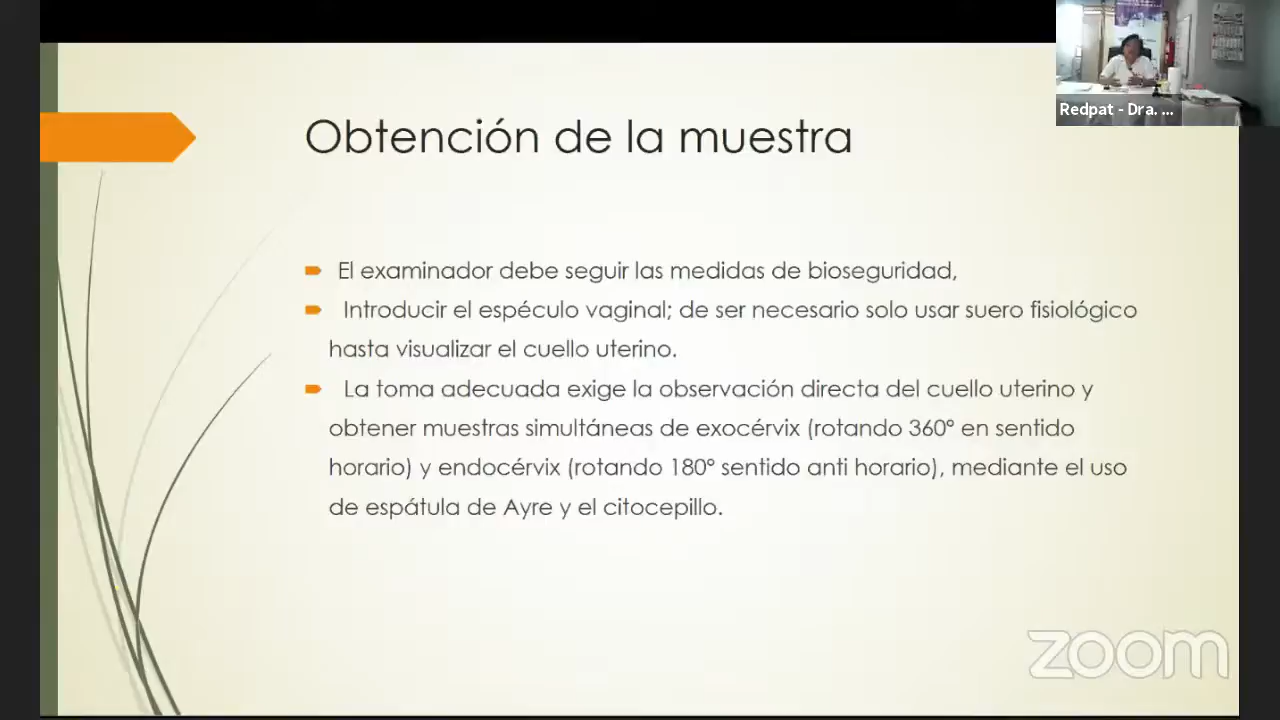 Redpat - Dra. ...
Obtención de la muestra
El examinador debe seguir las medidas de bioseguridad,
Introducir el espéculo vaginal; de ser necesario solo usar suero fisiológico
hasta visualizar el cuello uterino.
La toma adecuada exige la observación directa del cuello uterino y
obtener muestras simultáneas de exocérvix (rotando 360° en sentido
horario) y endocérvix (rotando 180° sentido anti horario), mediante el uso
de espátula de Ayre y el citocepillo.
zoom